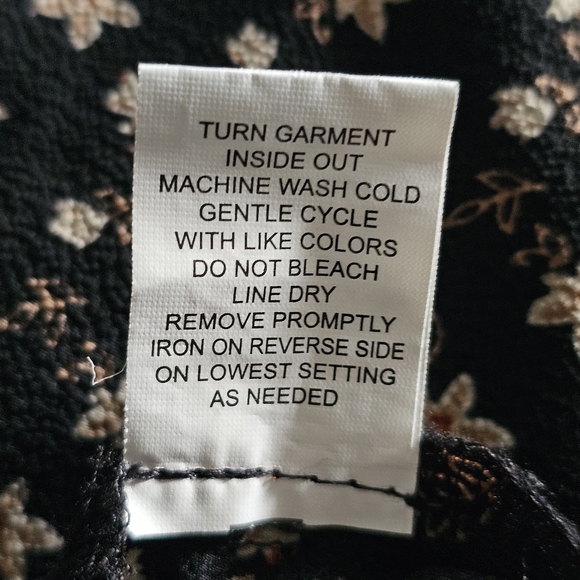 TURN GARMENT
INSIDE OUT
MACHINE WASH COLD
GENTLE CYCLE
WITH LIKE COLORS
DO NOT BLEACH
LINE DRY
REMOVE PROMPTLY
IRON ON REVERSE SIDE
ON LOWEST SETTING
AS NEEDED